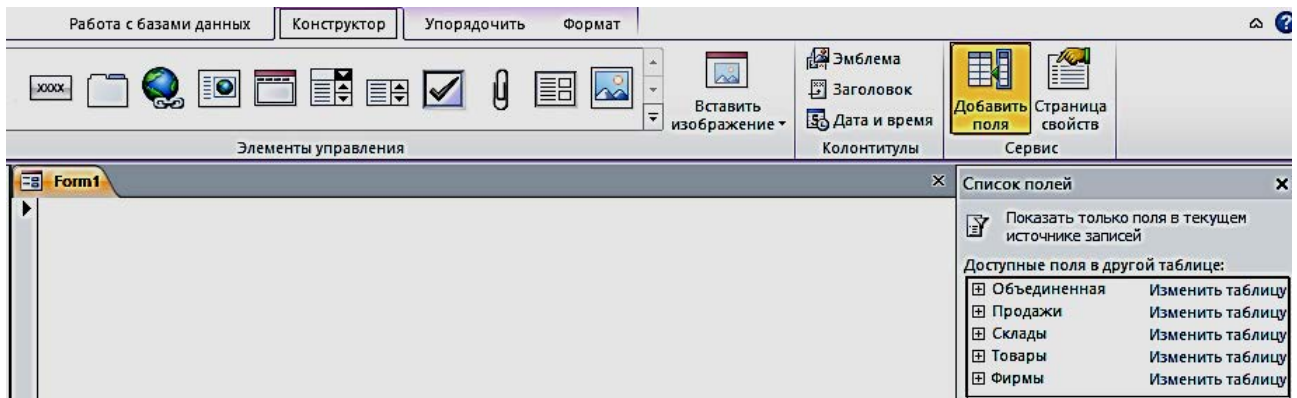 Работа с базами данных Конструктор Упорядочить Формат
XXXX
Вставить
изображение
Эмблема
Заголовок
Дата и время
Добавить
поля
Страница
свойств
Элементы управления
Колонтитулы
Сервис
Form1
Список полей
Показать только поля в текущем
источнике записей
Доступные поля в другой таблице:
Объединенная Изменить таблицу
Продажи Изменить таблицу
Склады Изменить таблицу
Товары Изменить таблицу
Фирмы Изменить таблицу